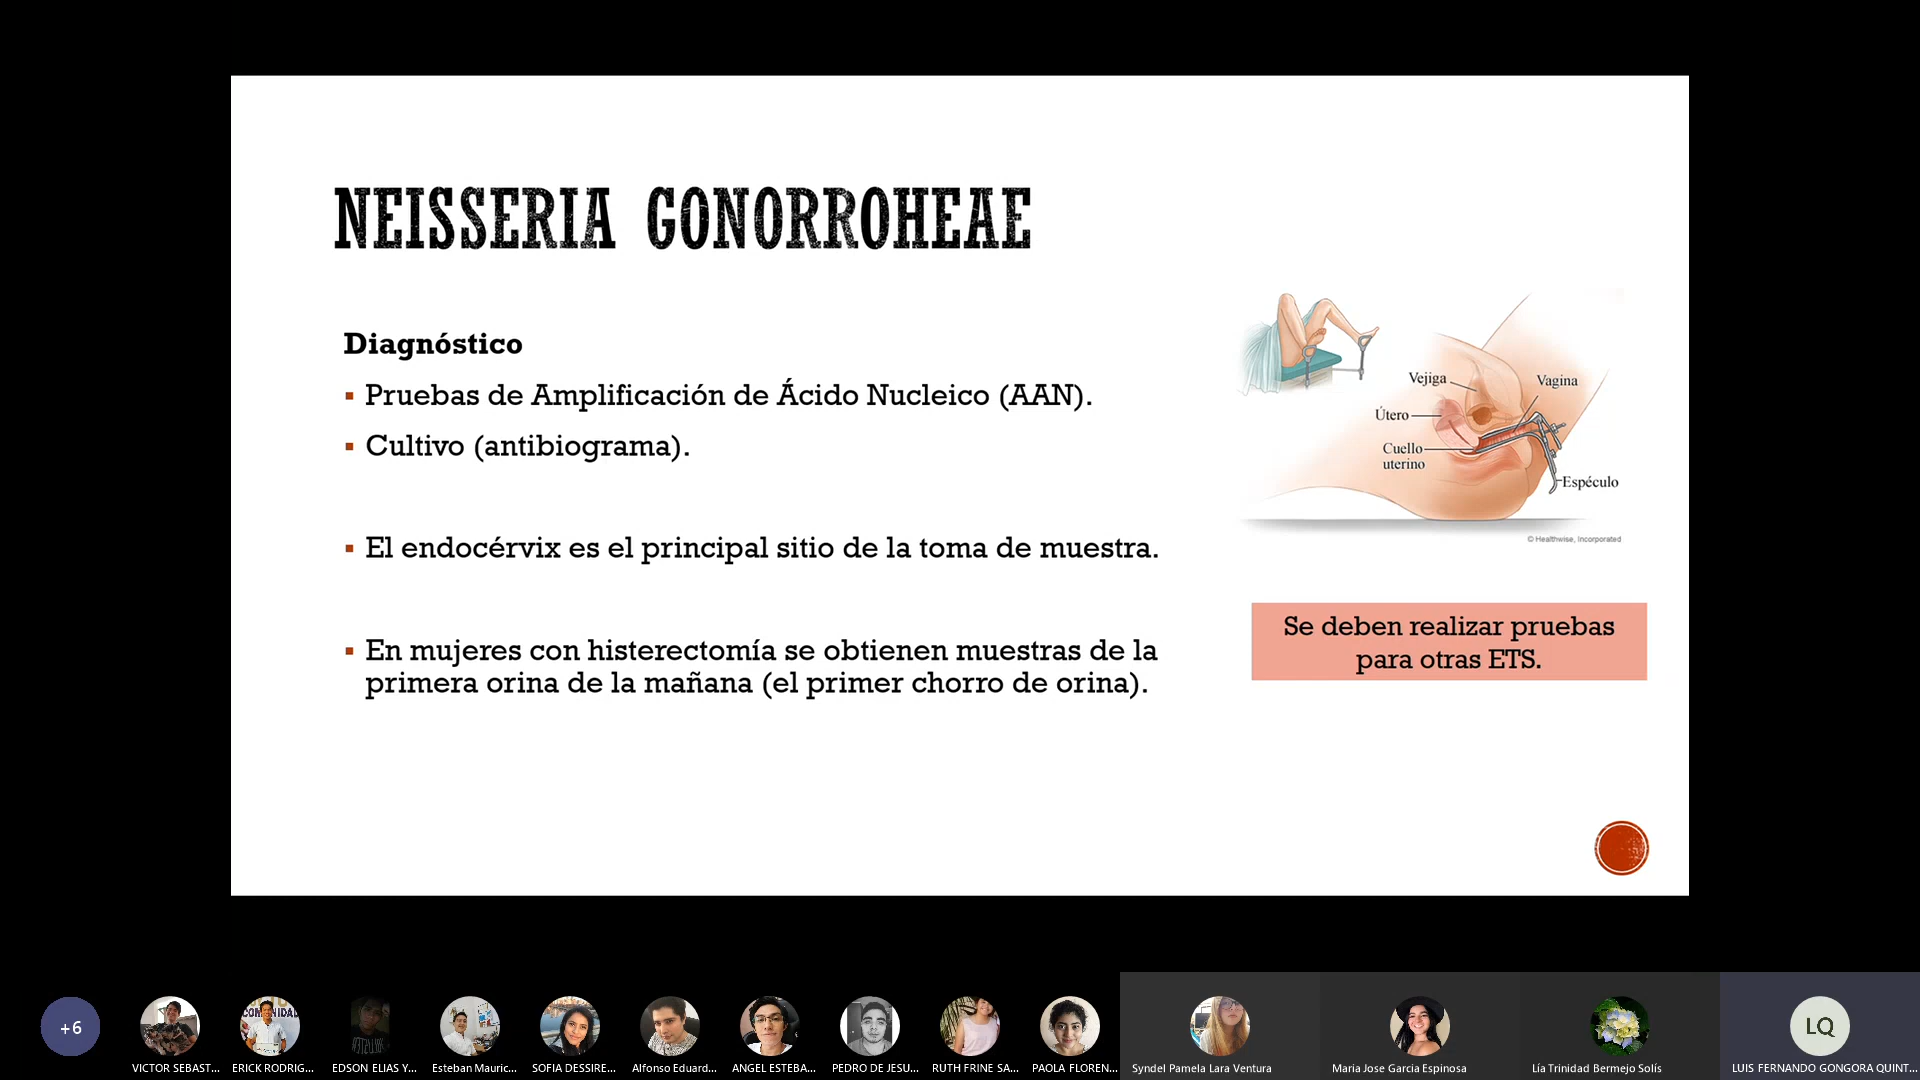 NEISSERIA GONORROHEAE
Diagnóstico
▪ Pruebas de Amplificación de Ácido Nucleico (AAN).
▪ Cultivo (antibiograma).
▪ El endocérvix es el principal sitio de la toma de muestra.
▪ En mujeres con histerectomía se obtienen muestras de la
primera orina de la mañana (el primer chorro de orina).
Vejiga
Vagina
Útero
Cuello
uterino
Espéculo
© Healthwise, Incorporated
Se deben realizar pruebas
para otras ETS.
+6
VICTOR SEBAST...
ERICK RODRIG...
EDSON ELIAS Y...
Esteban Mauric...
SOFIA DESSIRE...
Alfonso Eduard...
ANGEL ESTEBA...
PEDRO DE JESU...
RUTH FRINE SA...
PAOLA FLOREN...
Syndel Pamela Lara Ventura
Maria Jose Garcia Espinosa
Lía Trinidad Bermejo Solís
LQ
LUIS FERNANDO GONGORA QUINT...